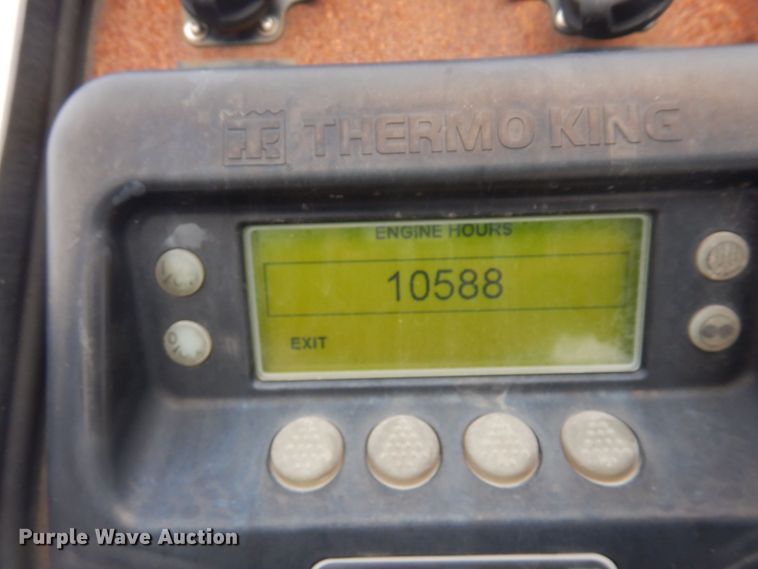 THERMO KING
ENGINE HOURS
10588
EXIT
Purple Wave Auction